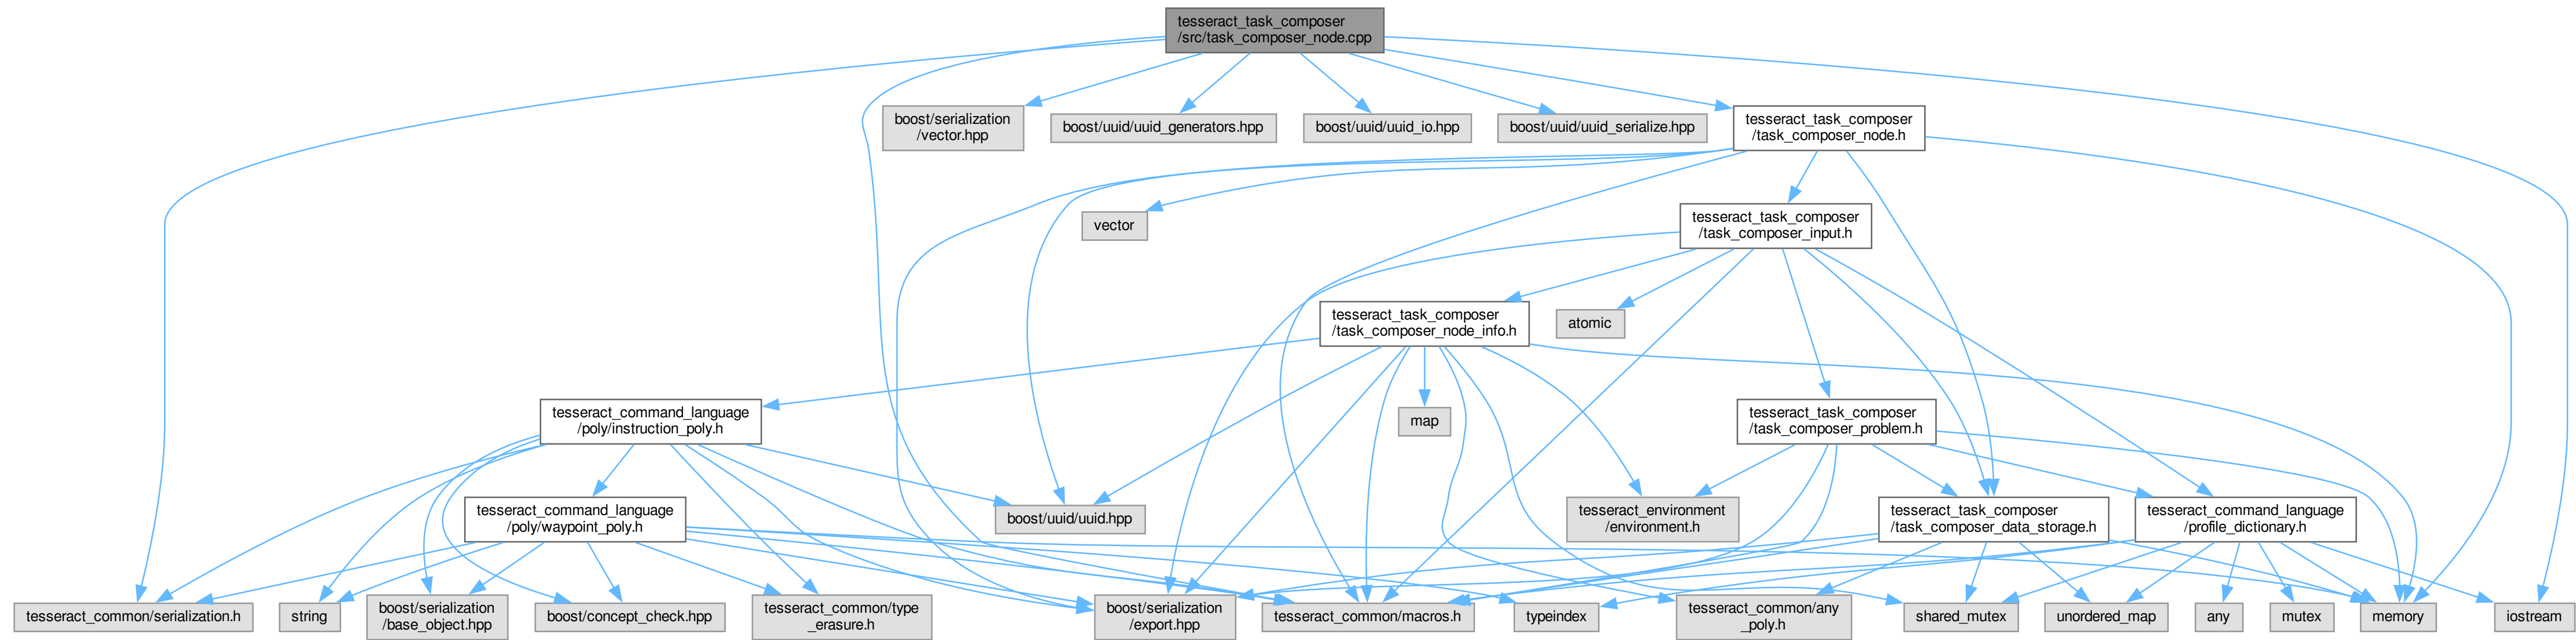 tesseract_task_composer
/src/task_composer_node.cpp
boost/serialization
/vector.hpp
boost/uuid/uuid_generators.hpp
boost/uuid/uuid_io.hpp
boost/uuid/uuid_serialize.hpp
tesseract_task_composer
/task_composer_node.h
vector
tesseract_task_composer
/task_composer_input.h
tesseract_task_composer
/task_composer_node_info.h
atomic
tesseract_command_language
/poly/instruction_poly.h
map
tesseract_task_composer
/task_composer_problem.h
tesseract_command_language
/poly/waypoint_poly.h
boost/uuid/uuid.hpp
tesseract_environment
/environment.h
tesseract_task_composer
/task_composer_data_storage.h
tesseract_command_language
/profile_dictionary.h
tesseract_common/serialization.h
string
boost/serialization
/base_object.hpp
boost/concept_check.hpp
tesseract_common/type
_erasure.h
boost/serialization
/export.hpp
tesseract_common/macros.h
typeindex
tesseract_common/any
_poly.h
shared_mutex
unordered_map
any
mutex
memory
iostream